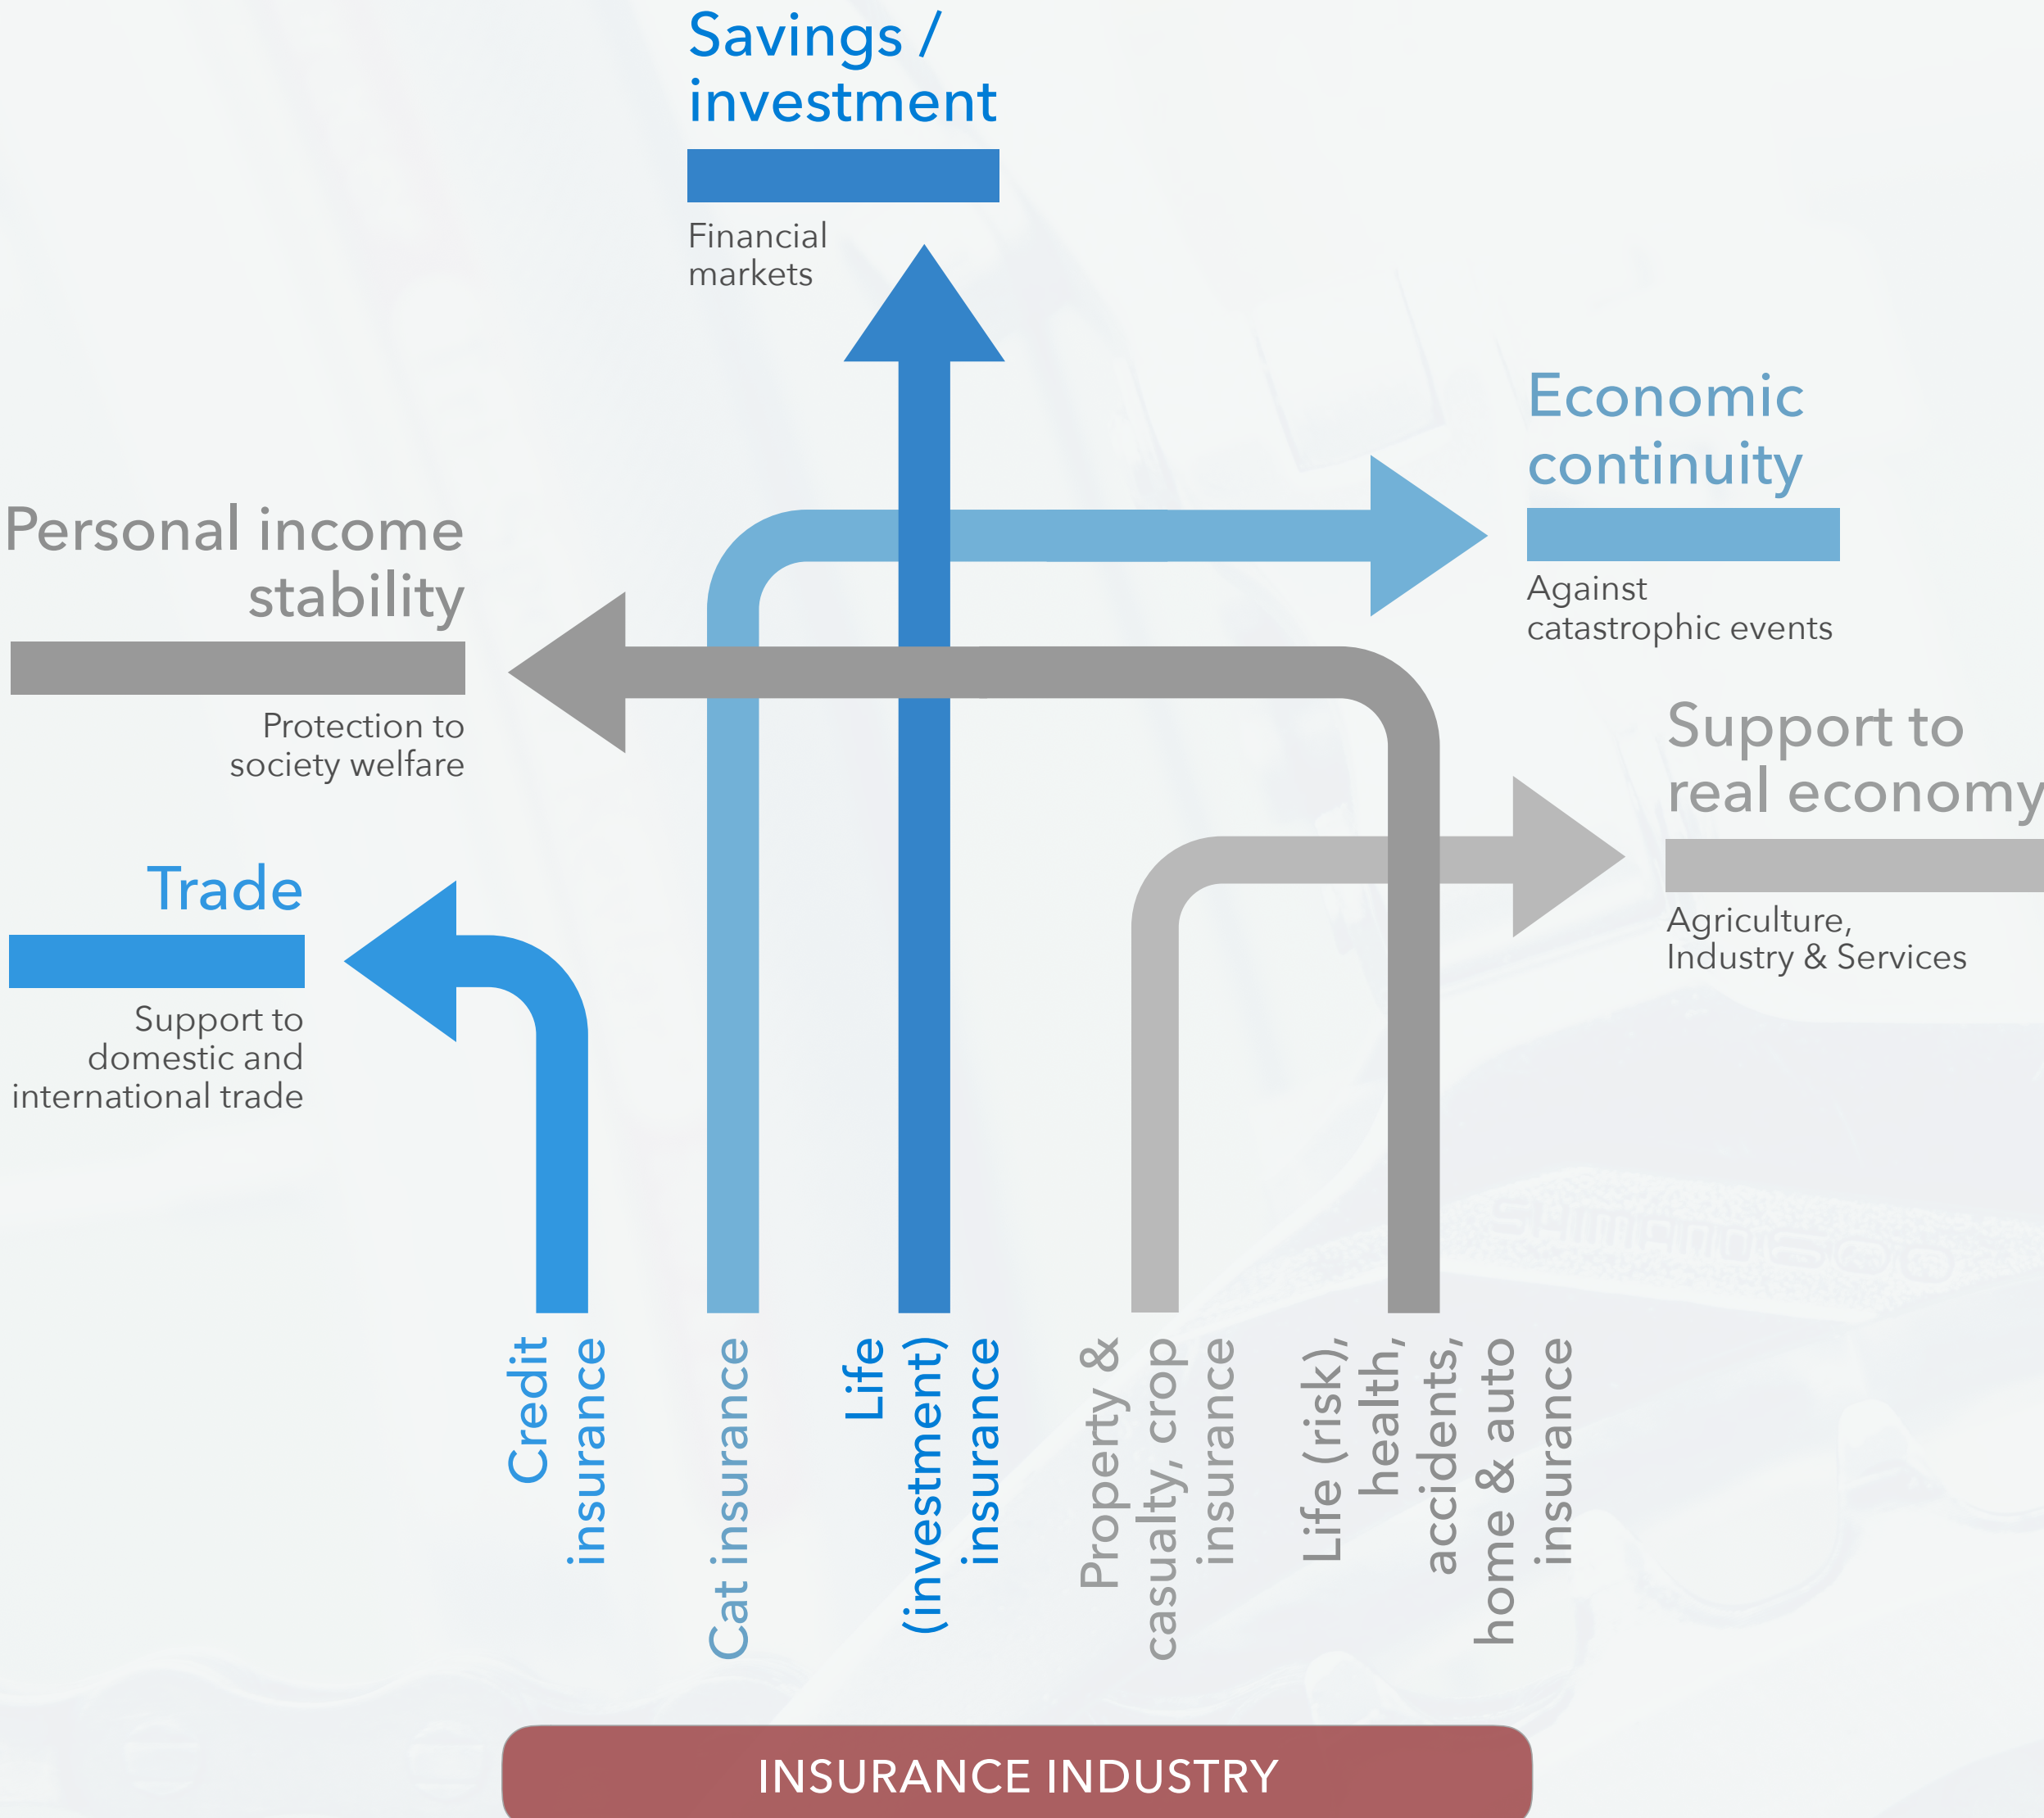 Savings /
investment
Financial
markets
Economic
continuity
Against
catastrophic events
Personal income
stability
Protection to
society welfare
Support to
real economy
Agriculture,
Industry & Services
Trade
Support to
domestic and
international trade
Credit
insurance
Cat insurance
Life
(investment)
insurance
Property &
casualty, crop
insurance
Life (risk),
health,
accidents,
home & auto
insurance
SHIMANO 600
INSURANCE INDUSTRY